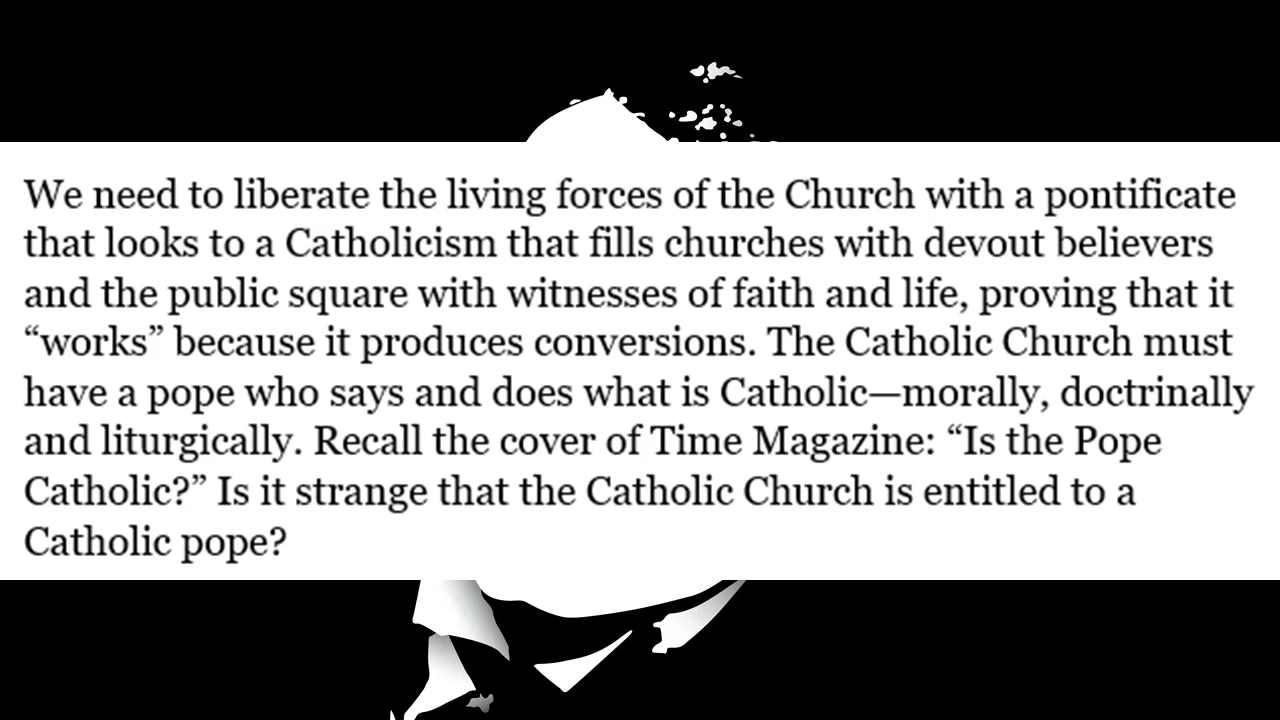 We need to liberate the living forces of the Church with a pontificate
that looks to a Catholicism that fills churches with devout believers
and the public square with witnesses of faith and life, proving that it
“works” because it produces conversions. The Catholic Church must
have a pope who says and does what is Catholic—morally, doctrinally
and liturgically. Recall the cover of Time Magazine: “Is the Pope
Catholic?” Is it strange that the Catholic Church is entitled to a
Catholic pope?